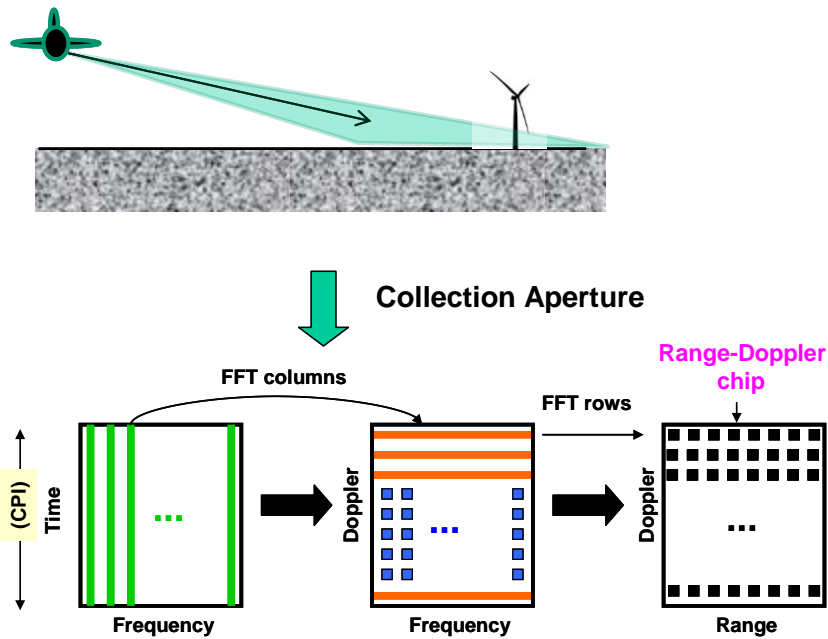 Collection Aperture
Range-Doppler
chip
FFT columns
FFT rows
(CPI)
Time
...
Frequency
Doppler
...
Frequency
Doppler
...
Range